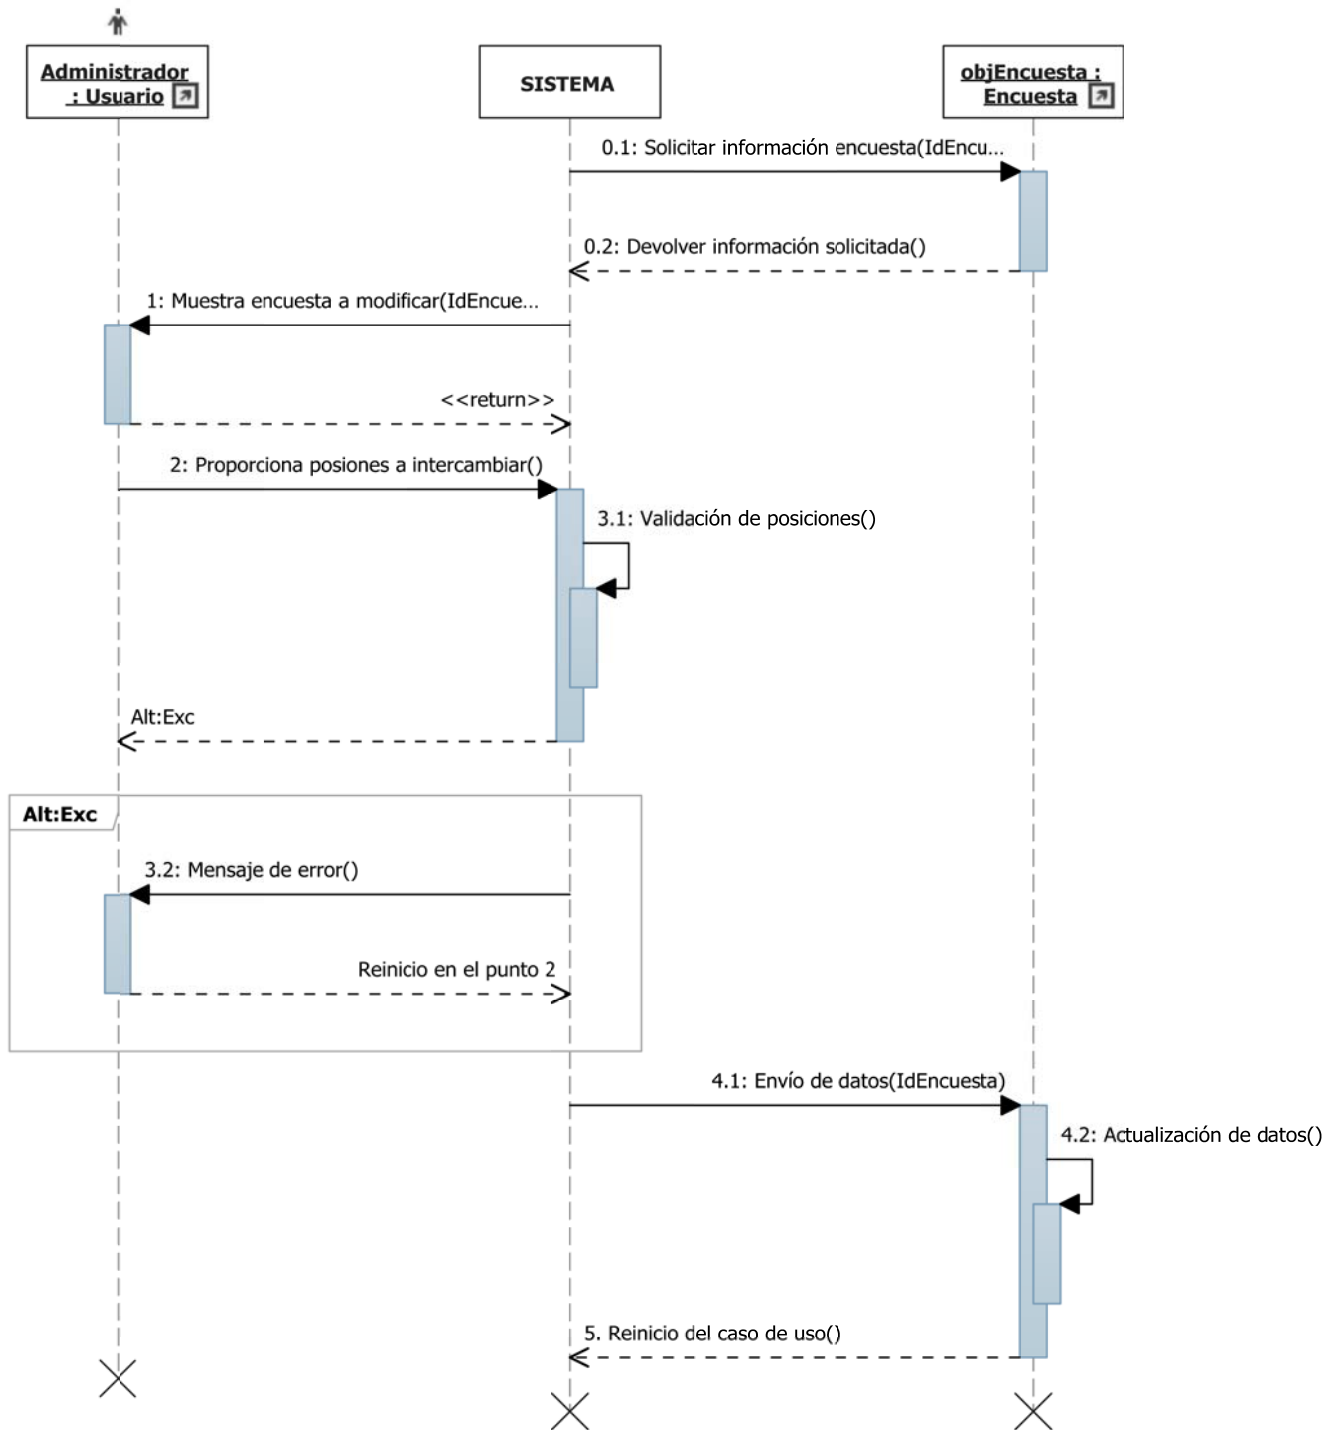 Administrador
: Usuario
SISTEMA
objEncuesta :
Encuesta
0.1: Solicitar información encuesta(IdEncu...
0.2: Devolver información solicitada()
1: Muestra encuesta a modificar(IdEncue...
<<return>>
2: Proporciona posiones a intercambiar()
3.1: Validación de posiciones()
Alt:Exc
Alt:Exc
3.2: Mensaje de error()
Reinicio en el punto 2
4.1: Envío de datos(IdEncuesta)
4.2: Actualización de datos()
5. Reinicio del caso de uso()